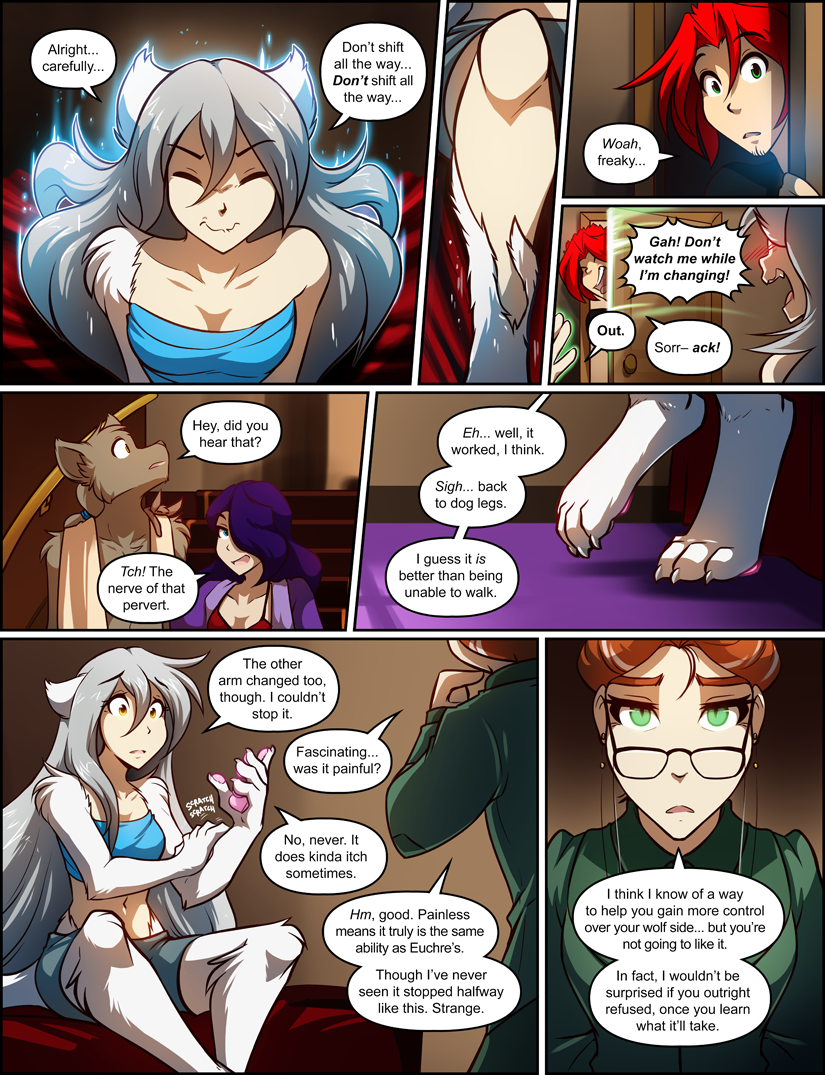 Alright...
carefully...
Don't shift
all the way...
Don't shift all
the way...
Woah,
freaky...
Gah! Don't
watch me while
I'm changing!
Out.
Sorr– ack!
Hey, did you
hear that?
Tch! The
nerve of that
pervert.
Eh... well, it
worked, I think.
Sigh... back
to dog legs.
I guess it is
better than being
unable to walk.
The other
arm changed too,
though. I couldn't
stop it.
Fascinating...
was it painful?
SCRATCH
SCRATCH
No, never. It
does kinda itch
sometimes.
Hm, good. Painless
means it truly is the same
ability as Euchre's.
Though I've never
seen it stopped halfway
like this. Strange.
I think I know of a way
to help you gain more control
over your wolf side... but you're
not going to like it.
In fact, I wouldn't be
surprised if you outright
refused, once you learn
what it'll take.